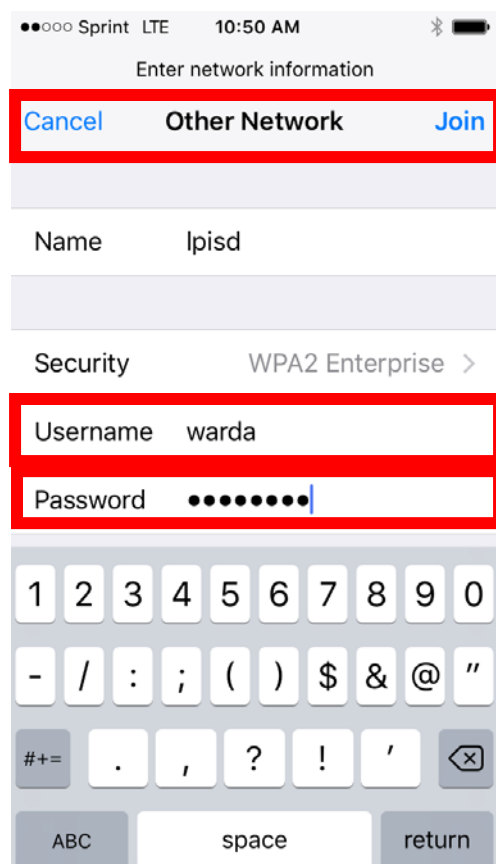 ●●○○○ Sprint LTE 10:50 AM
Enter network information
Cancel Other Network Join
Name lpisd
Security WPA2 Enterprise >
Username warda
Password ●●●●●●●●
1 2 3 4 5 6 7 8 9 0
- / : ; ( ) $ & @ "
#+= . , ? ! '
ABC space return